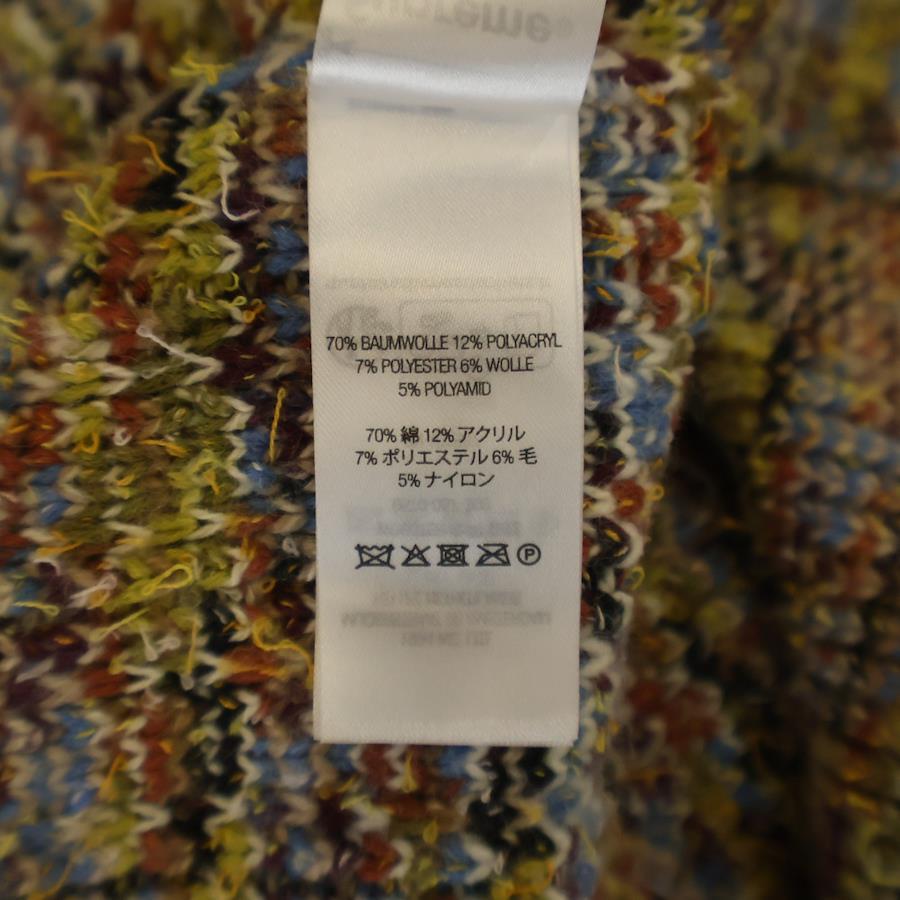 Supreme
70% BAUMWOLLE 12% POLYACRYL
7% POLYESTER 6% WOLLE
5% POLYAMID
70% 綿 12% アクリル
7% ポリエステル 6% 毛
5% ナイロン
P